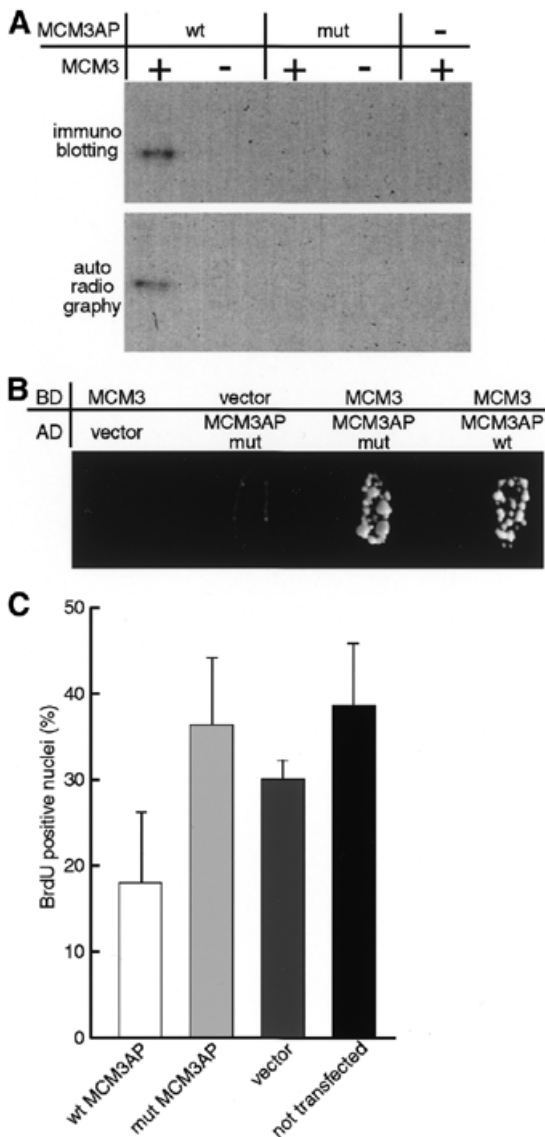 A
MCM3AP wt mut -
MCM3 + - + - +
immuno
blotting
auto
radio
graphy
B
BD MCM3 vector MCM3 MCM3
AD vector MCM3AP mut MCM3AP mut MCM3AP wt
C
50
40
30
20
10
0
BrdU positive nuclei (%)
wt MCM3AP
mut MCM3AP
vector
not transfected